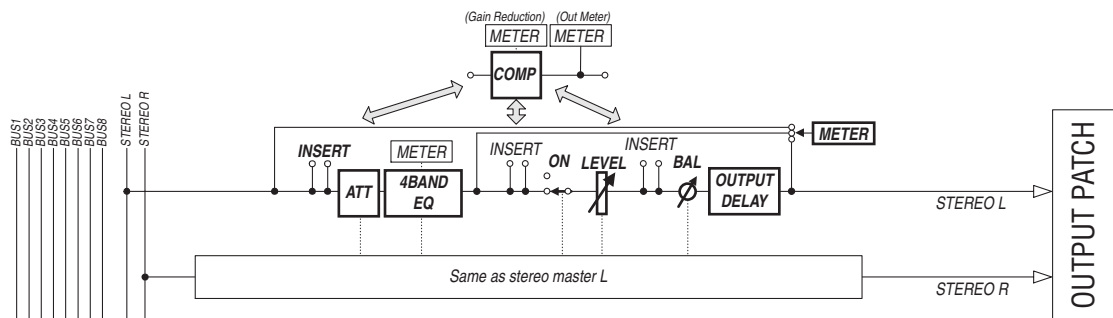 (Gain Reduction) (Out Meter)
METER METER
COMP
BUS1
BUS2
BUS3
BUS4
BUS5
BUS6
BUS7
BUS8
STEREO L
STEREO R
METER
INSERT
METER
INSERT
ON
LEVEL
INSERT
BAL
ATT
4BAND
EQ
OUTPUT
DELAY
STEREO L
Same as stereo master L
STEREO R
OUTPUT PATCH